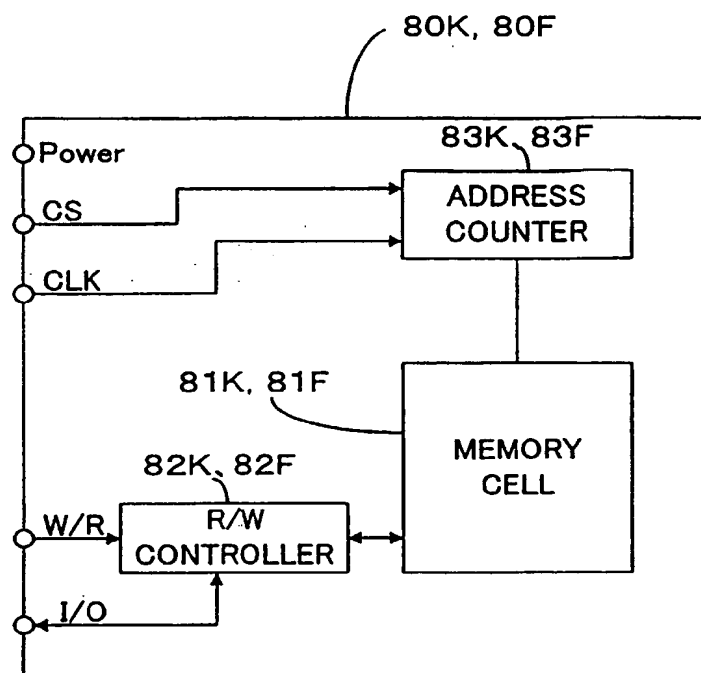 80K, 80F
Power
83K, 83F
CS
ADDRESS
COUNTER
CLK
81K, 81F
MEMORY
CELL
82K, 82F
W/R
R/W
CONTROLLER
I/O